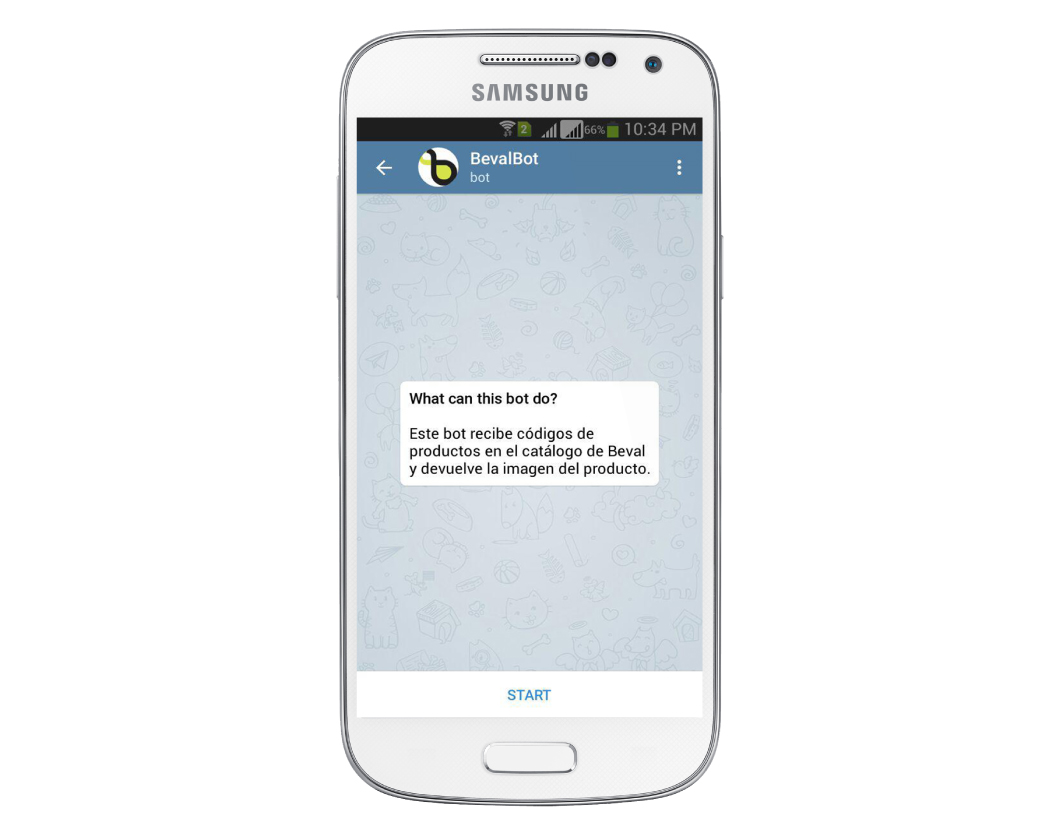 SAMSUNG
2 66% 10:34 PM
BevalBot
bot
What can this bot do?
Este bot recibe códigos de
productos en el catálogo de Beval
y devuelve la imagen del producto.
START